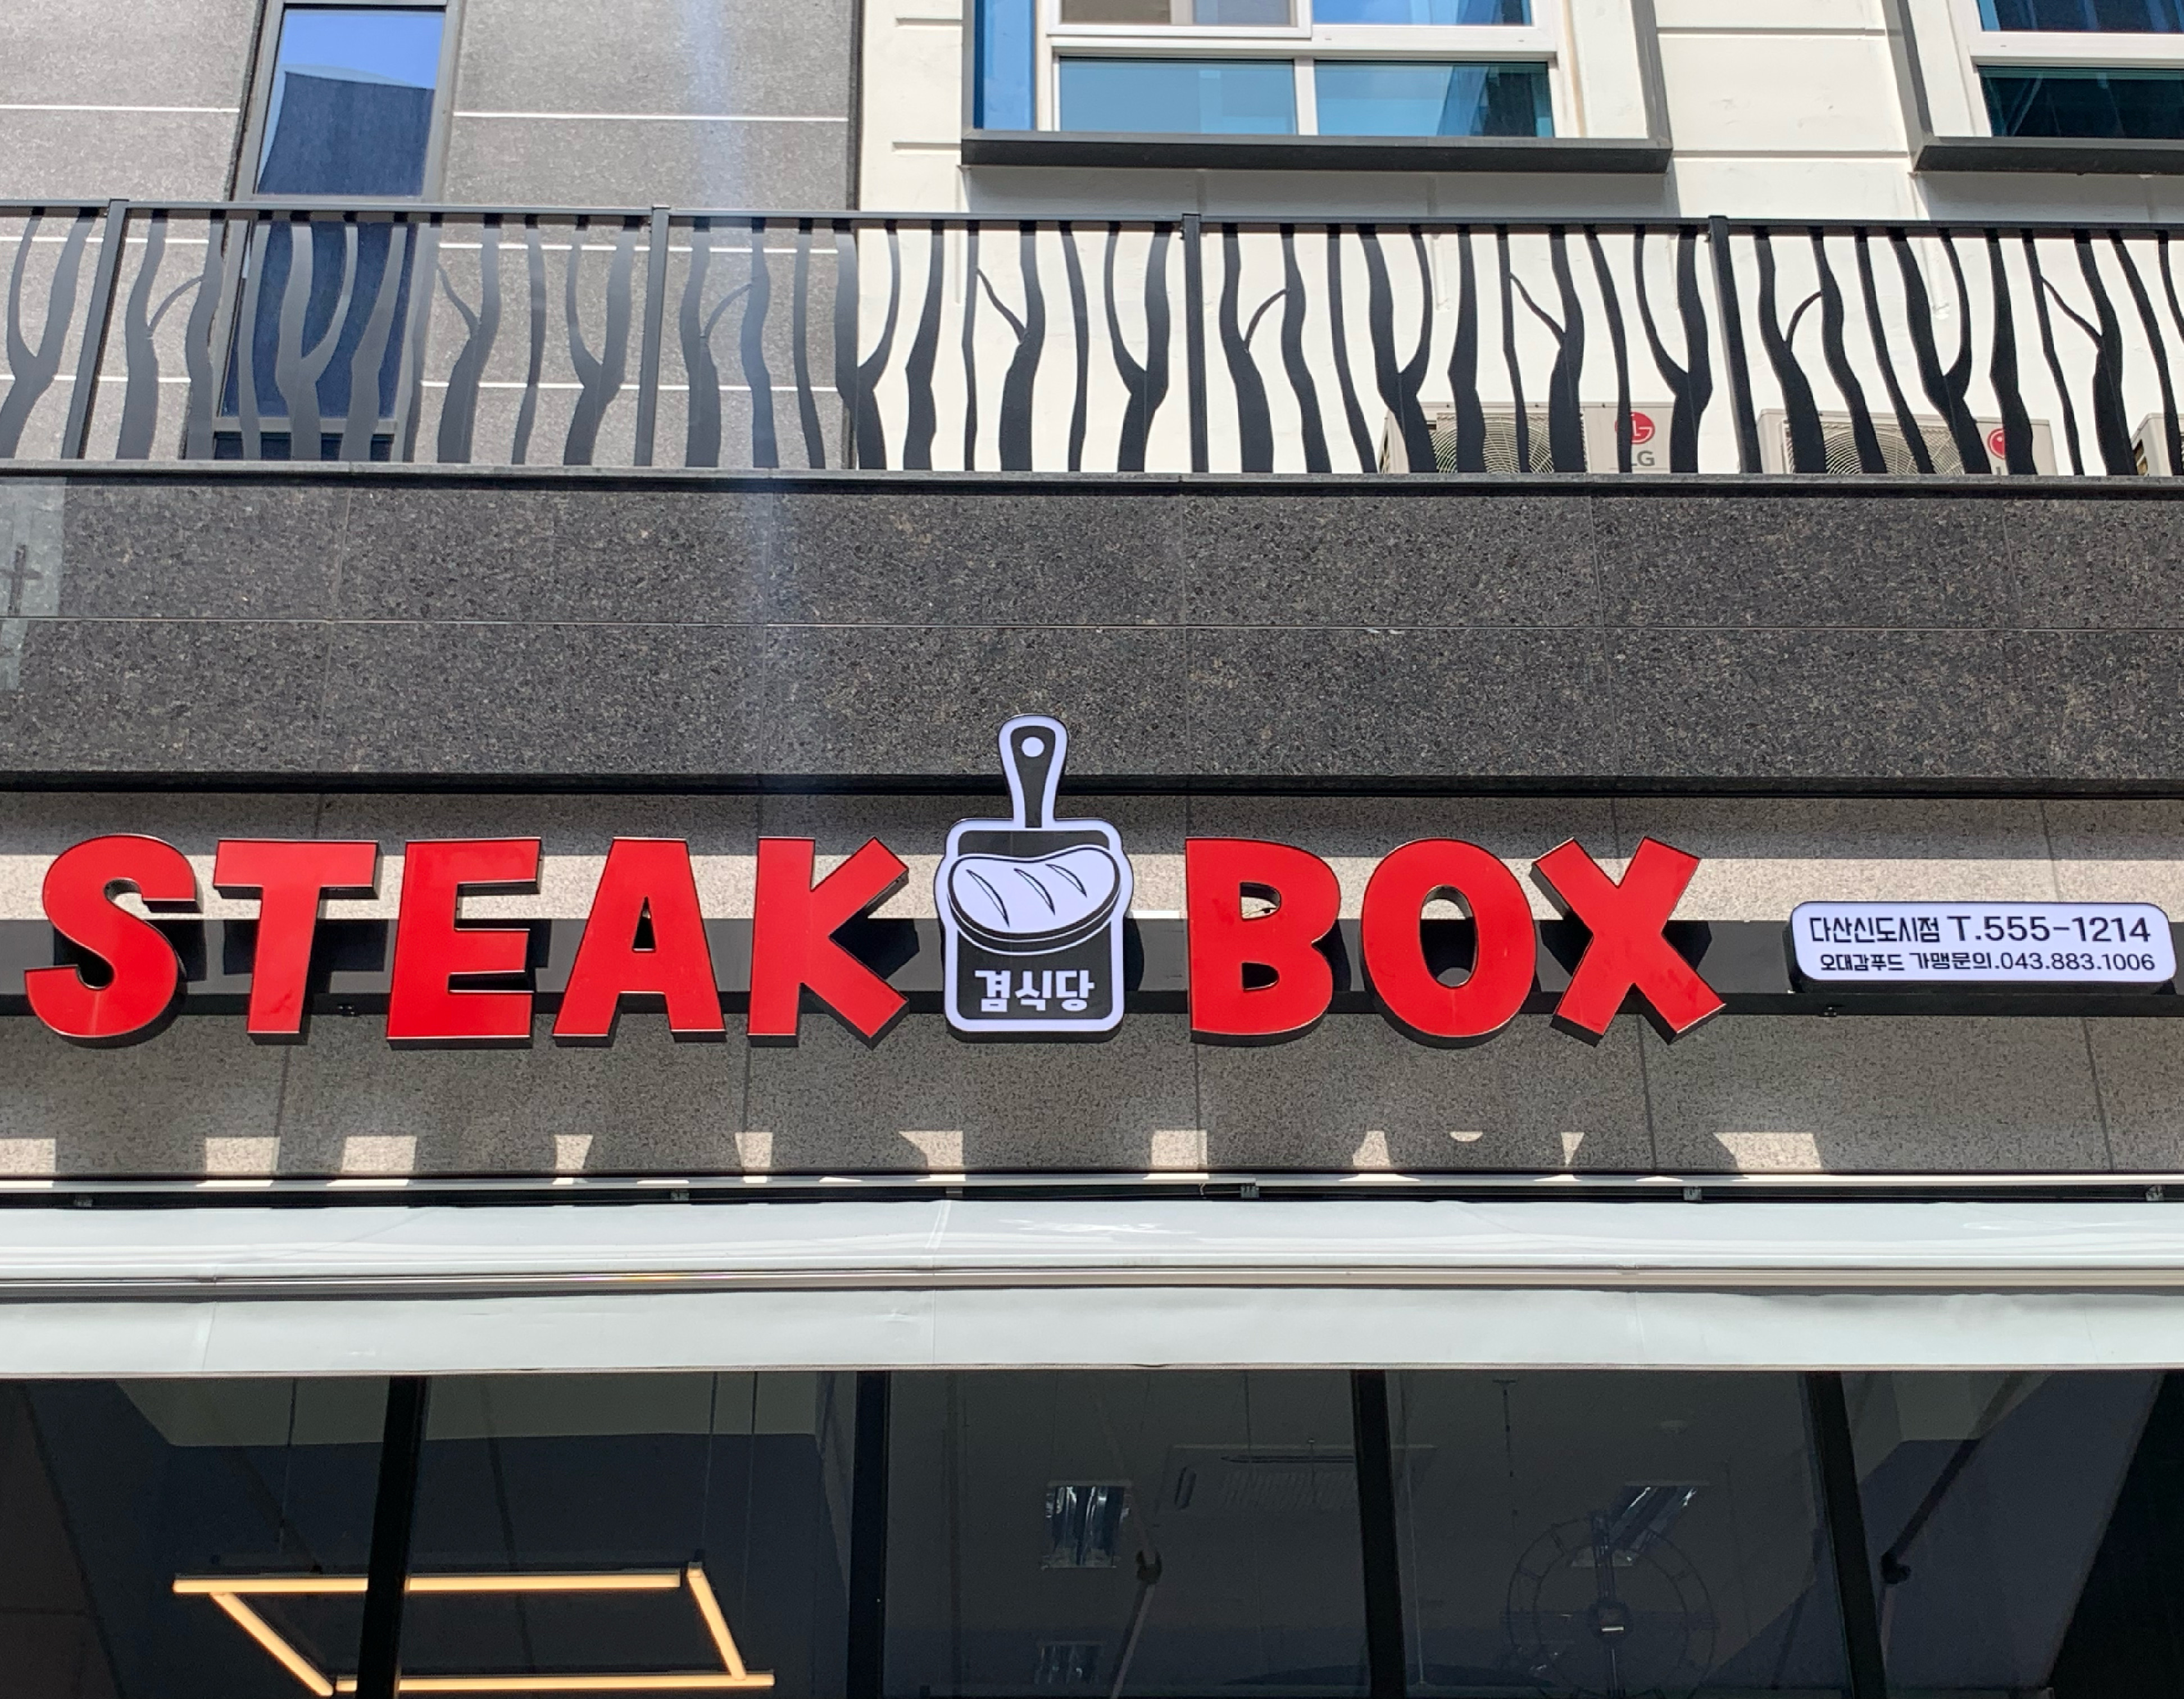 LG
STEAK BOX
겸식당
다산신도시점 T.555-1214
오대감푸드 가맹문의.043.883.1006